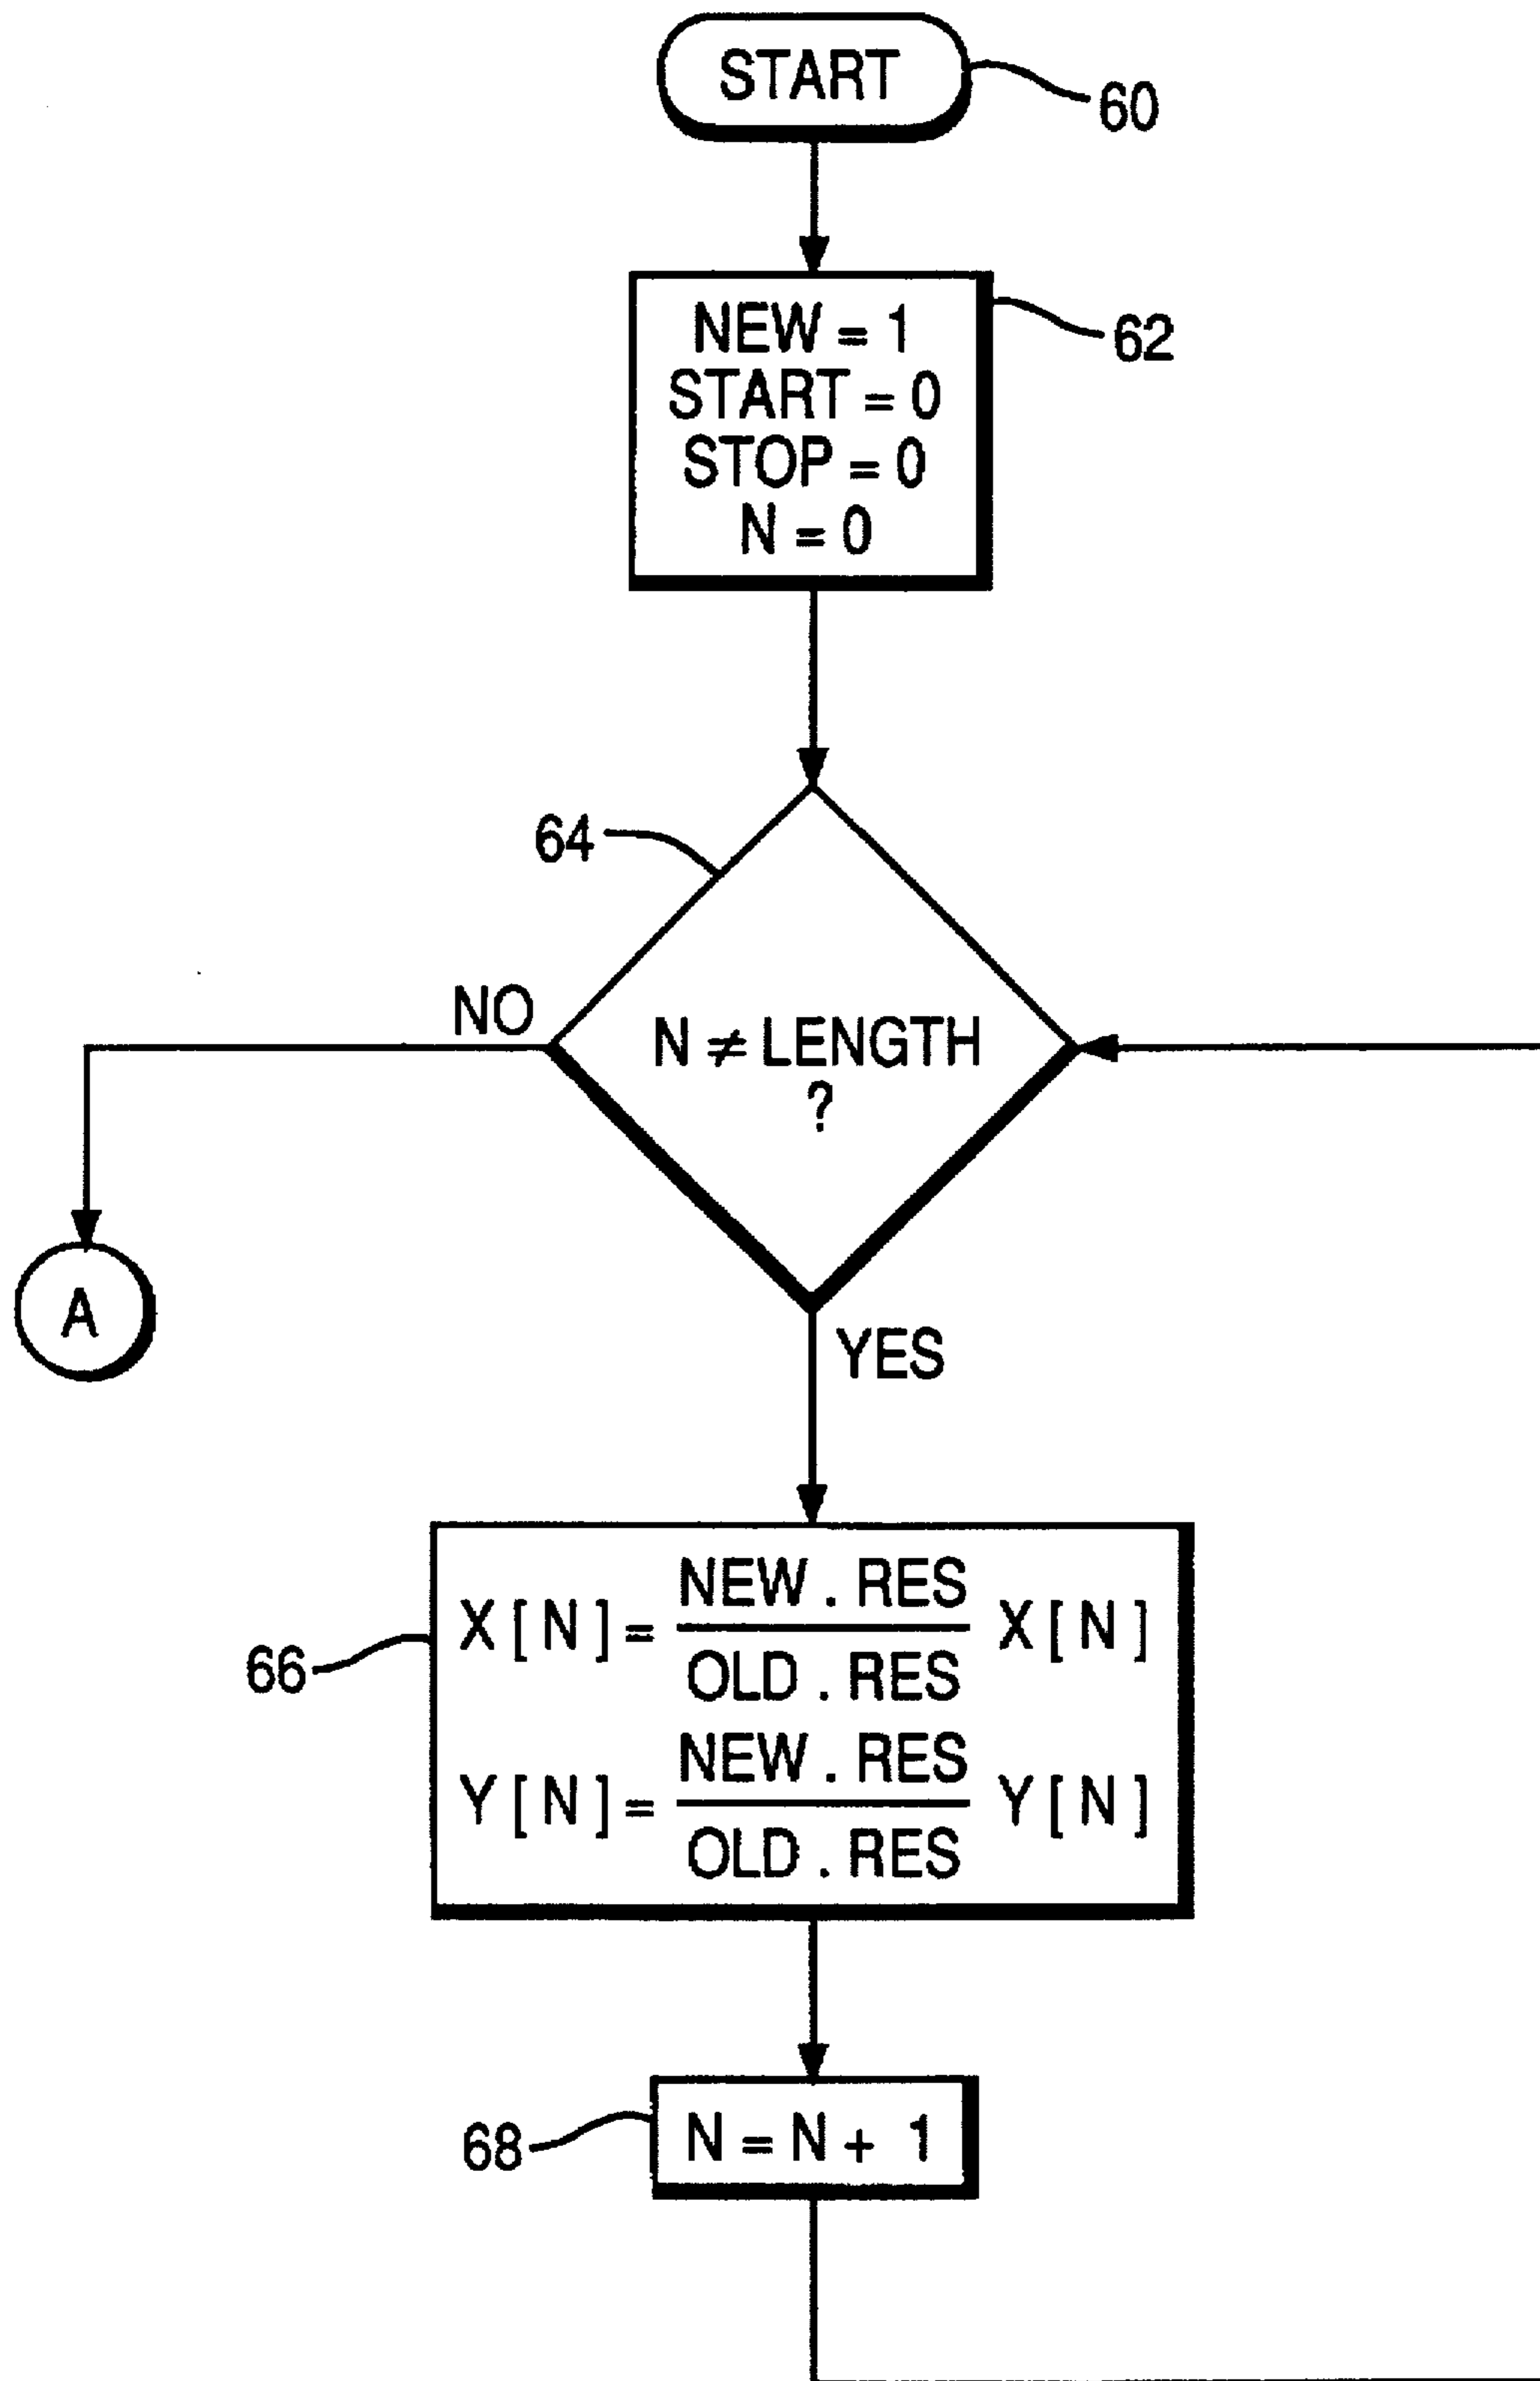 START
60
NEW = 1
START = 0
STOP = 0
N = 0
62
64
NO
N ≠ LENGTH
?
A
YES
X [ N ] = NEW . RES / OLD . RES X [ N ]
66
Y [ N ] = NEW . RES / OLD . RES Y [ N ]
68
N = N + 1